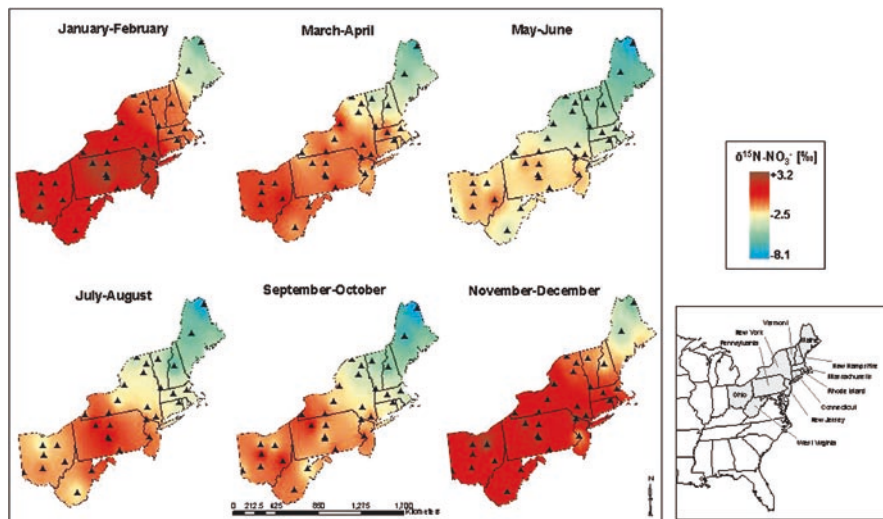 January-February
March-April
May-June
July-August
September-October
November-December
0 212.5 425 850 1,275 1,700
Kilometers
N
δ¹⁵N-NO₃⁻ [‰]
+3.2
-2.5
-8.1
Vermont
New York
Pennsylvania
Maine
New Hampshire
Massachusetts
Rhode Island
Ohio
Connecticut
New Jersey
West Virginia